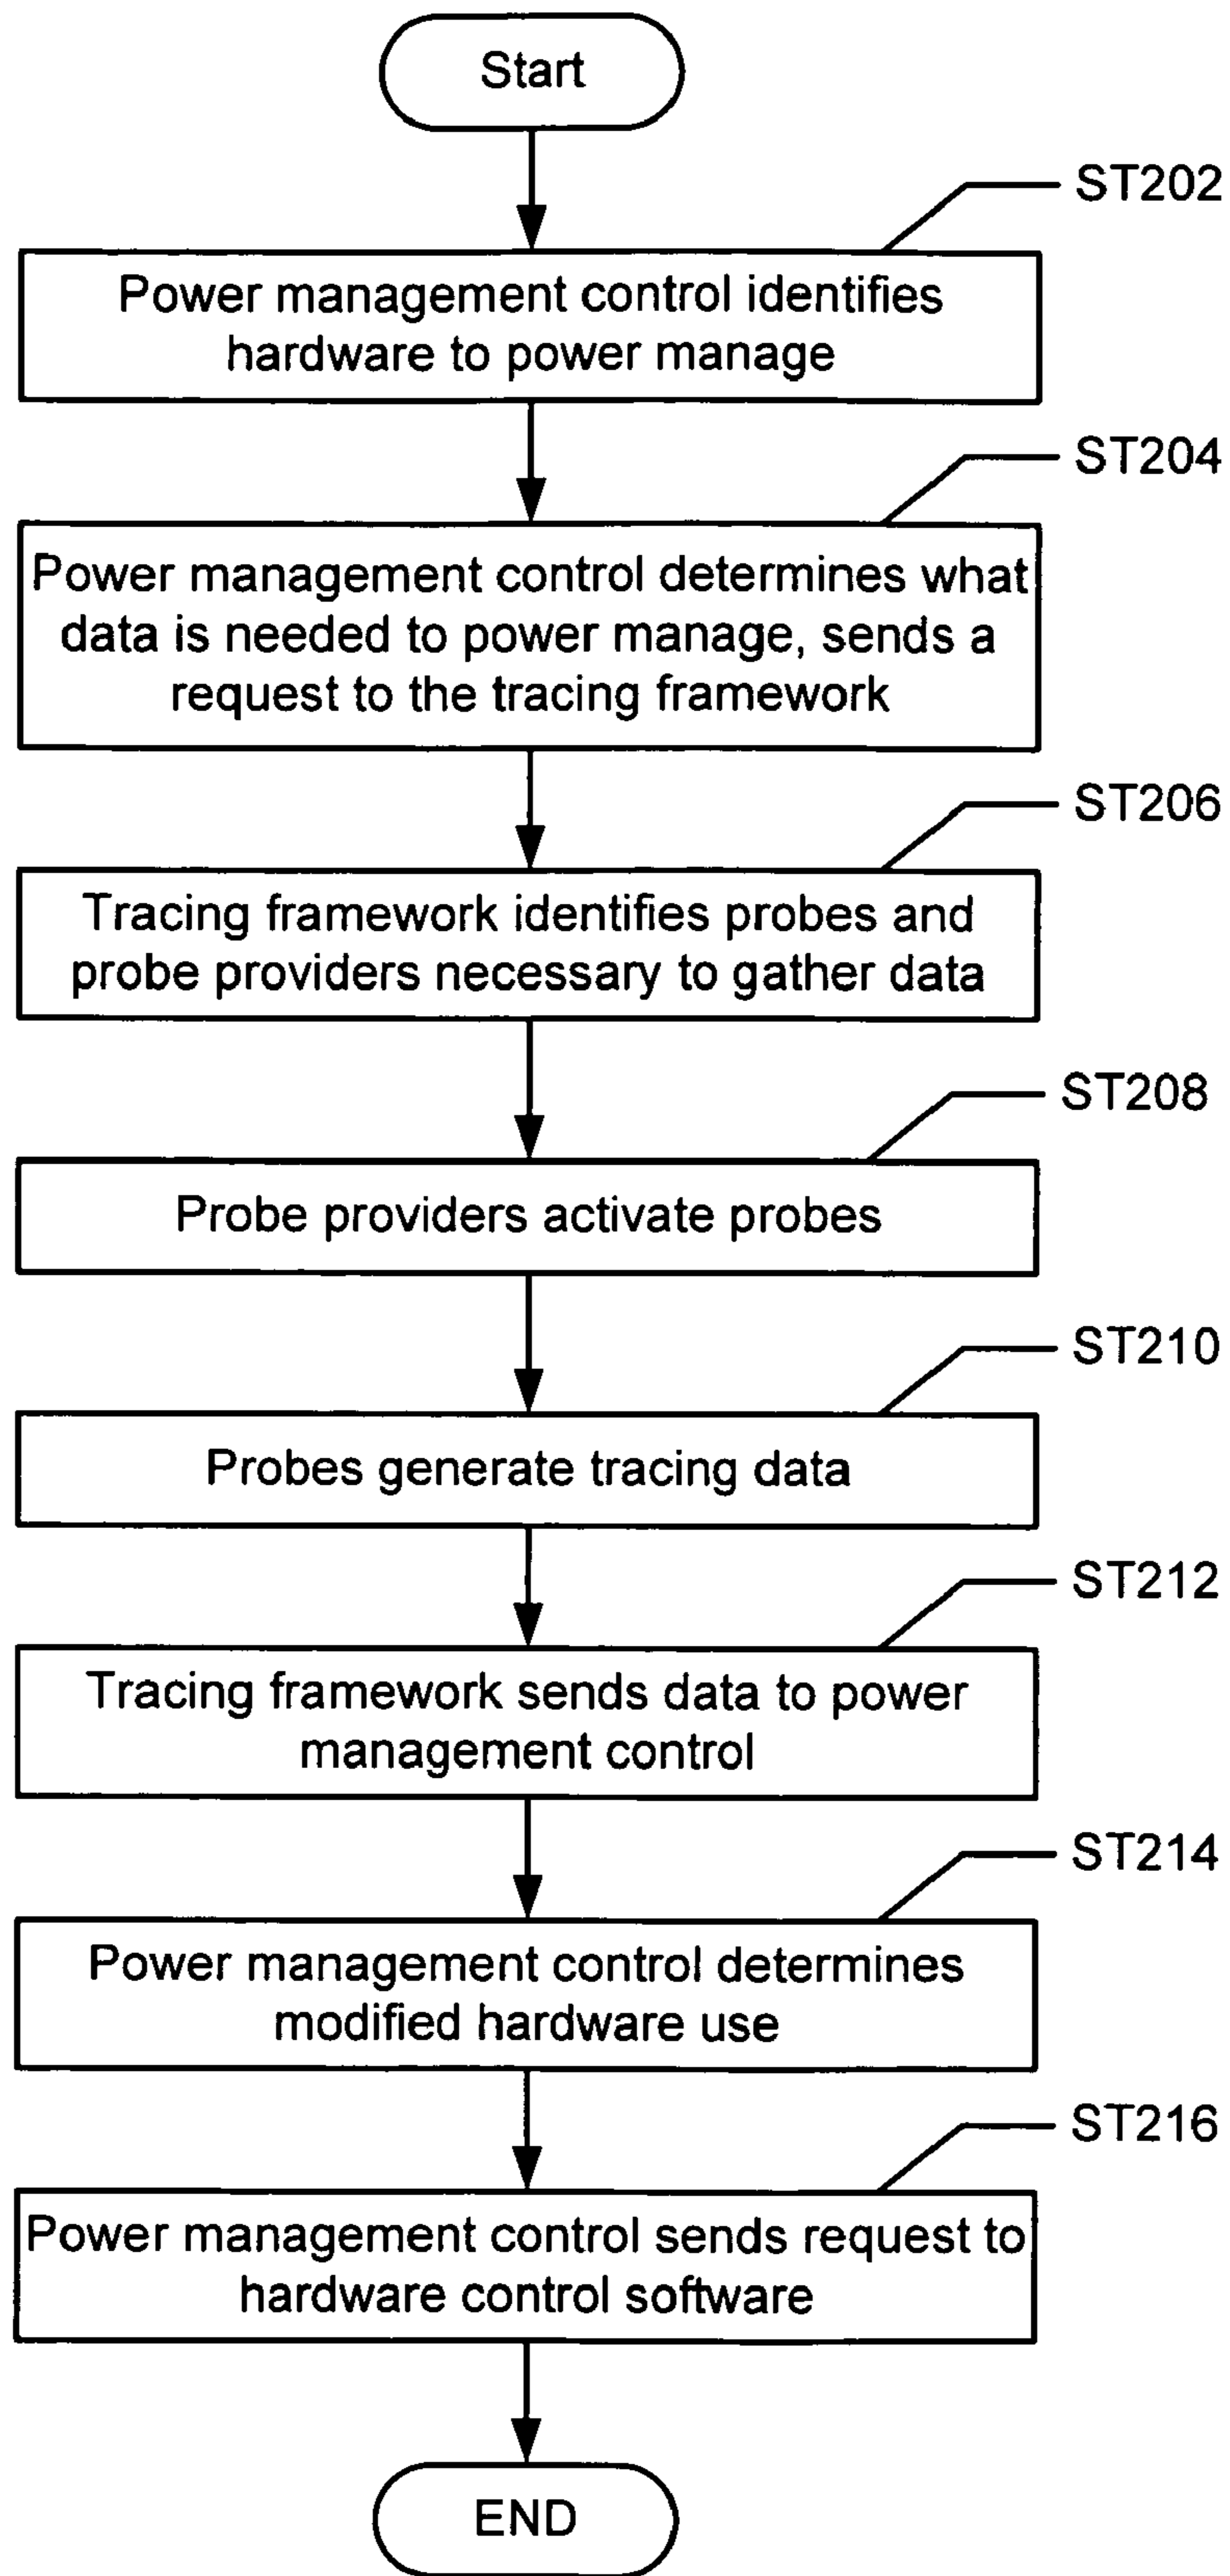 Start
ST202
Power management control identifies
hardware to power manage
ST204
Power management control determines what
data is needed to power manage, sends a
request to the tracing framework
ST206
Tracing framework identifies probes and
probe providers necessary to gather data
ST208
Probe providers activate probes
ST210
Probes generate tracing data
ST212
Tracing framework sends data to power
management control
ST214
Power management control determines
modified hardware use
ST216
Power management control sends request to
hardware control software
END